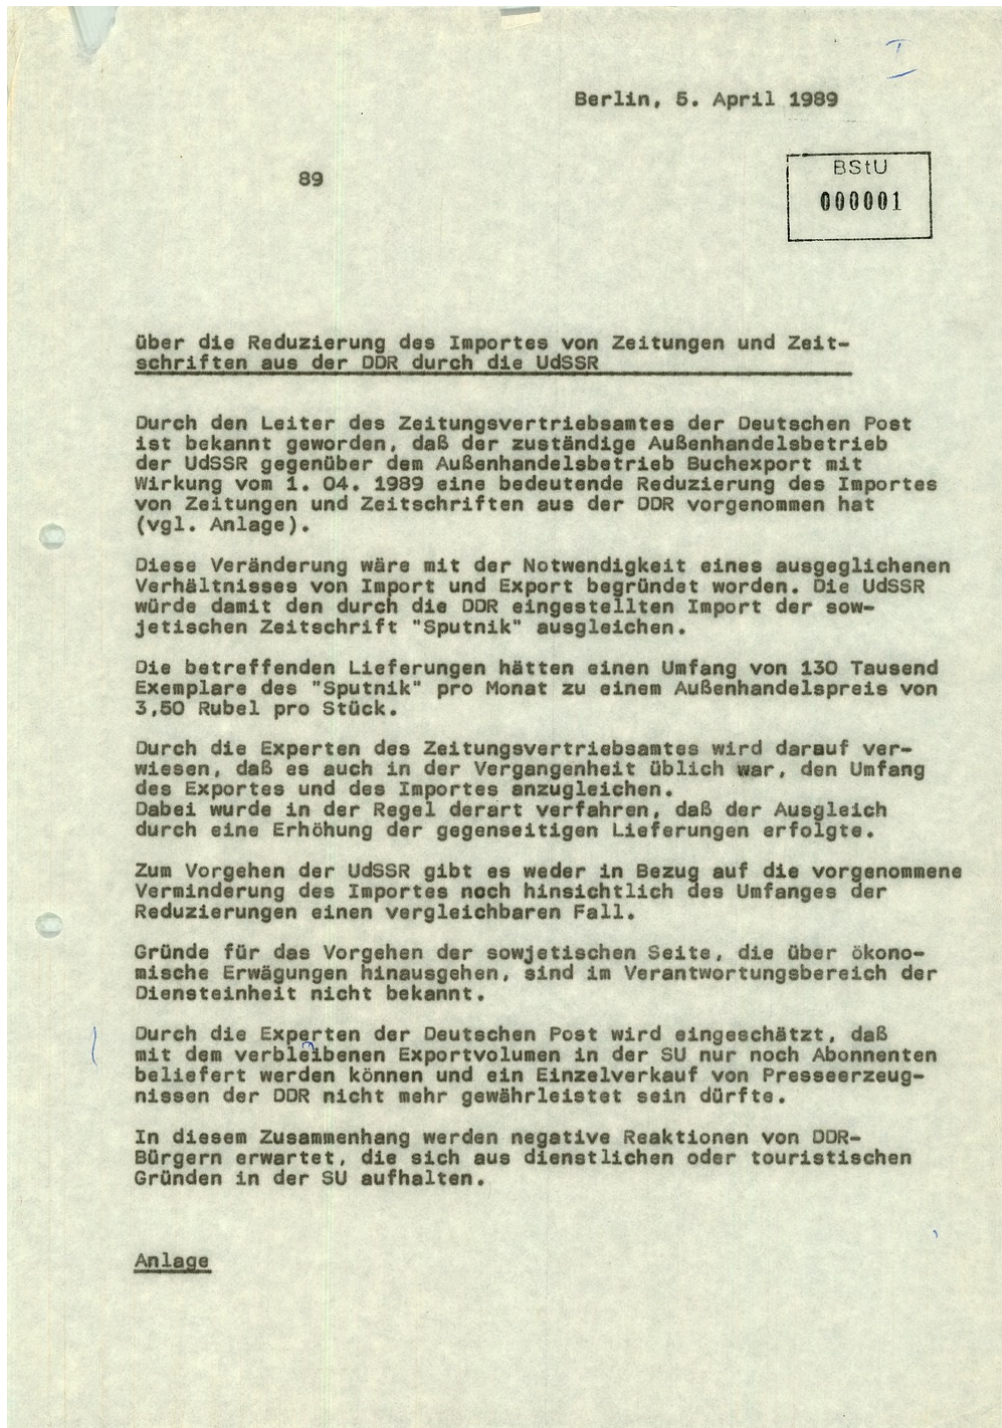 I
Berlin, 5. April 1989
BStU
000001
89
über die Reduzierung des Importes von Zeitungen und Zeit-
schriften aus der DDR durch die UdSSR
Durch den Leiter des Zeitungsvertriebsamtes der Deutschen Post
ist bekannt geworden, daß der zuständige Außenhandelsbetrieb
der UdSSR gegenüber dem Außenhandelsbetrieb Buchexport mit
Wirkung vom 1. 04. 1989 eine bedeutende Reduzierung des Importes
von Zeitungen und Zeitschriften aus der DDR vorgenommen hat
(vgl. Anlage).
Diese Veränderung wäre mit der Notwendigkeit eines ausgeglichenen
Verhältnisses von Import und Export begründet worden. Die UdSSR
würde damit den durch die DDR eingestellten Import der sow-
jetischen Zeitschrift "Sputnik" ausgleichen.
Die betreffenden Lieferungen hätten einen Umfang von 130 Tausend
Exemplare des "Sputnik" pro Monat zu einem Außenhandelspreis von
3,50 Rubel pro Stück.
Durch die Experten des Zeitungsvertriebsamtes wird darauf ver-
wiesen, daß es auch in der Vergangenheit üblich war, den Umfang
des Exportes und des Importes anzugleichen.
Dabei wurde in der Regel derart verfahren, daß der Ausgleich
durch eine Erhöhung der gegenseitigen Lieferungen erfolgte.
Zum Vorgehen der UdSSR gibt es weder in Bezug auf die vorgenommene
Verminderung des Importes noch hinsichtlich des Umfanges der
Reduzierungen einen vergleichbaren Fall.
Gründe für das Vorgehen der sowjetischen Seite, die über ökono-
mische Erwägungen hinausgehen, sind im Verantwortungsbereich der
Diensteinheit nicht bekannt.
Durch die Experten der Deutschen Post wird eingeschätzt, daß
mit dem verbleibenen Exportvolumen in der SU nur noch Abonnenten
beliefert werden können und ein Einzelverkauf von Presseerzeug-
nissen der DDR nicht mehr gewährleistet sein dürfte.
In diesem Zusammenhang werden negative Reaktionen von DDR-
Bürgern erwartet, die sich aus dienstlichen oder touristischen
Gründen in der SU aufhalten.
Anlage